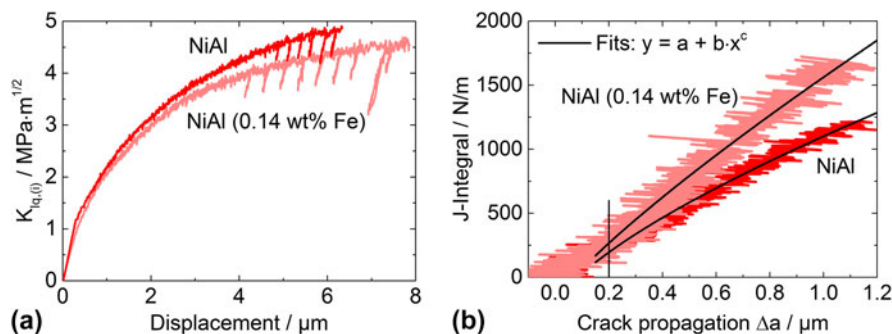 K_Iq,(i) / MPa·m^1/2
5
4
3
2
1
0
NiAl
NiAl (0.14 wt% Fe)
0 2 4 6 8
Displacement / μm
(a)
J-Integral / N/m
2000
1500
1000
500
0
Fits: y = a + b·x^c
NiAl (0.14 wt% Fe)
NiAl
0.0 0.2 0.4 0.6 0.8 1.0 1.2
Crack propagation Δa / μm
(b)